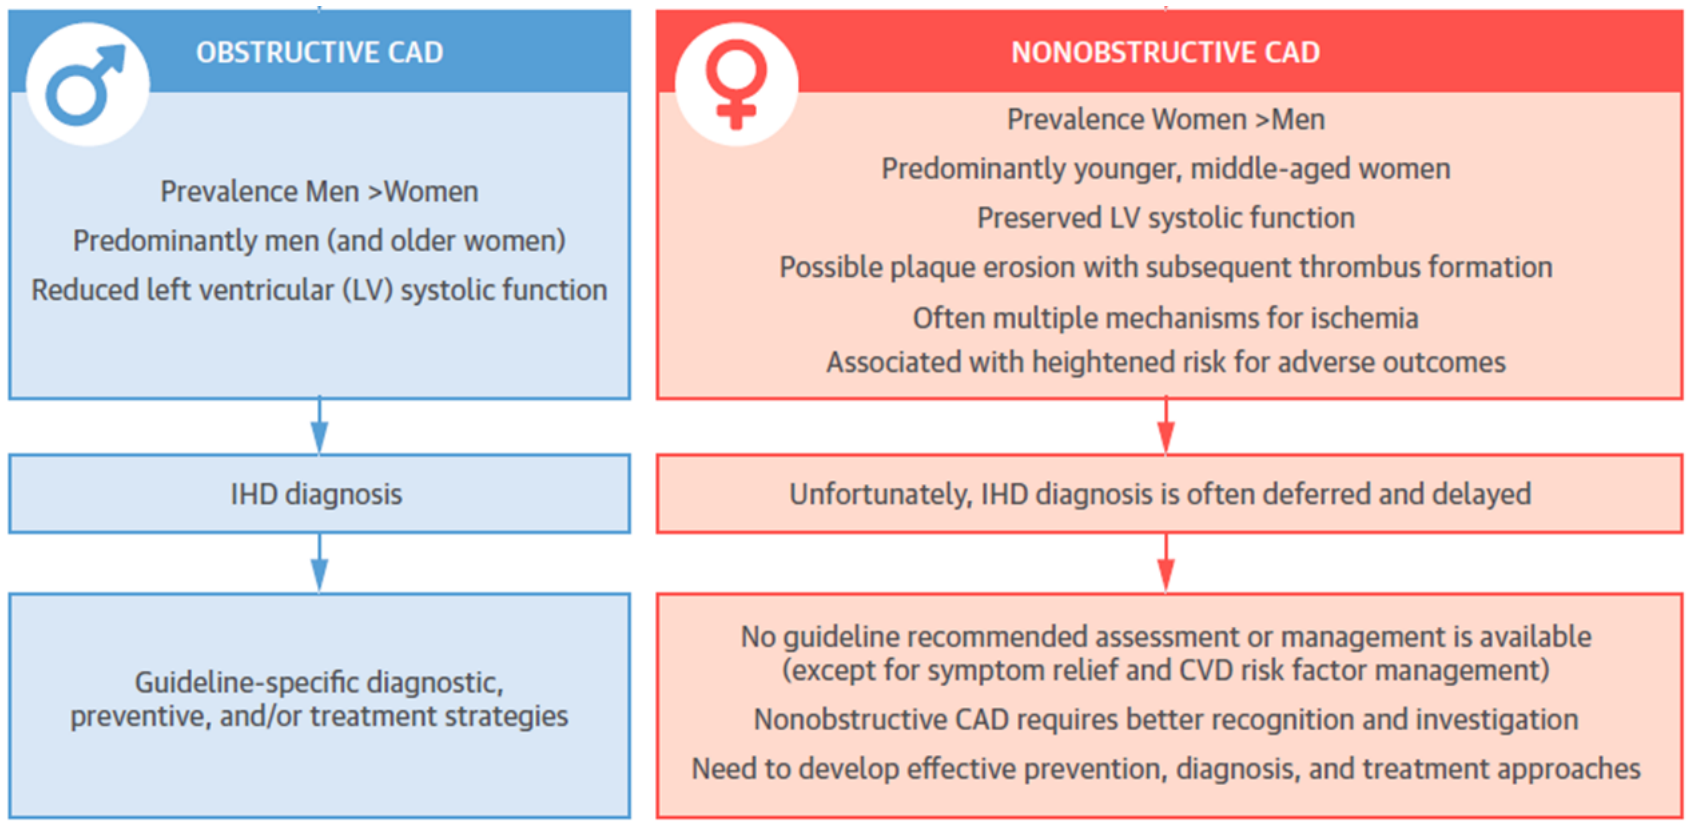 OBSTRUCTIVE CAD
Prevalence Men >Women
Predominantly men (and older women)
Reduced left ventricular (LV) systolic function
IHD diagnosis
Guideline-specific diagnostic,
preventive, and/or treatment strategies
NONOBSTRUCTIVE CAD
Prevalence Women >Men
Predominantly younger, middle-aged women
Preserved LV systolic function
Possible plaque erosion with subsequent thrombus formation
Often multiple mechanisms for ischemia
Associated with heightened risk for adverse outcomes
Unfortunately, IHD diagnosis is often deferred and delayed
No guideline recommended assessment or management is available
(except for symptom relief and CVD risk factor management)
Nonobstructive CAD requires better recognition and investigation
Need to develop effective prevention, diagnosis, and treatment approaches